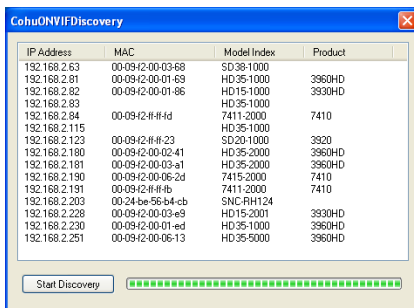 CohuONVIFDiscovery
IP Address MAC Model Index Product
192.168.2.63 00-09-f2-00-03-68 SD38-1000
192.168.2.81 00-09-f2-00-01-69 HD35-1000 3960HD
192.168.2.82 00-09-f2-00-01-86 HD15-1000 3930HD
192.168.2.83 HD35-1000
192.168.2.84 00-09-f2-ff-ff-fd 7411-2000 7410
192.168.2.115 HD35-1000
192.168.2.123 00-09-f2-ff-ff-23 SD20-1000 3920
192.168.2.180 00-09-f2-00-02-41 HD35-2000 3960HD
192.168.2.181 00-09-f2-00-03-a1 HD35-2000 3960HD
192.168.2.190 00-09-f2-00-06-2d 7415-2000 7410
192.168.2.191 00-09-f2-ff-ff-fb 7411-2000 7410
192.168.2.203 00-24-be-56-b4-cb SNC-RH124
192.168.2.228 00-09-f2-00-03-e9 HD15-2001 3930HD
192.168.2.230 00-09-f2-00-01-ed HD35-1000 3960HD
192.168.2.251 00-09-f2-00-06-13 HD35-5000 3960HD
Start Discovery